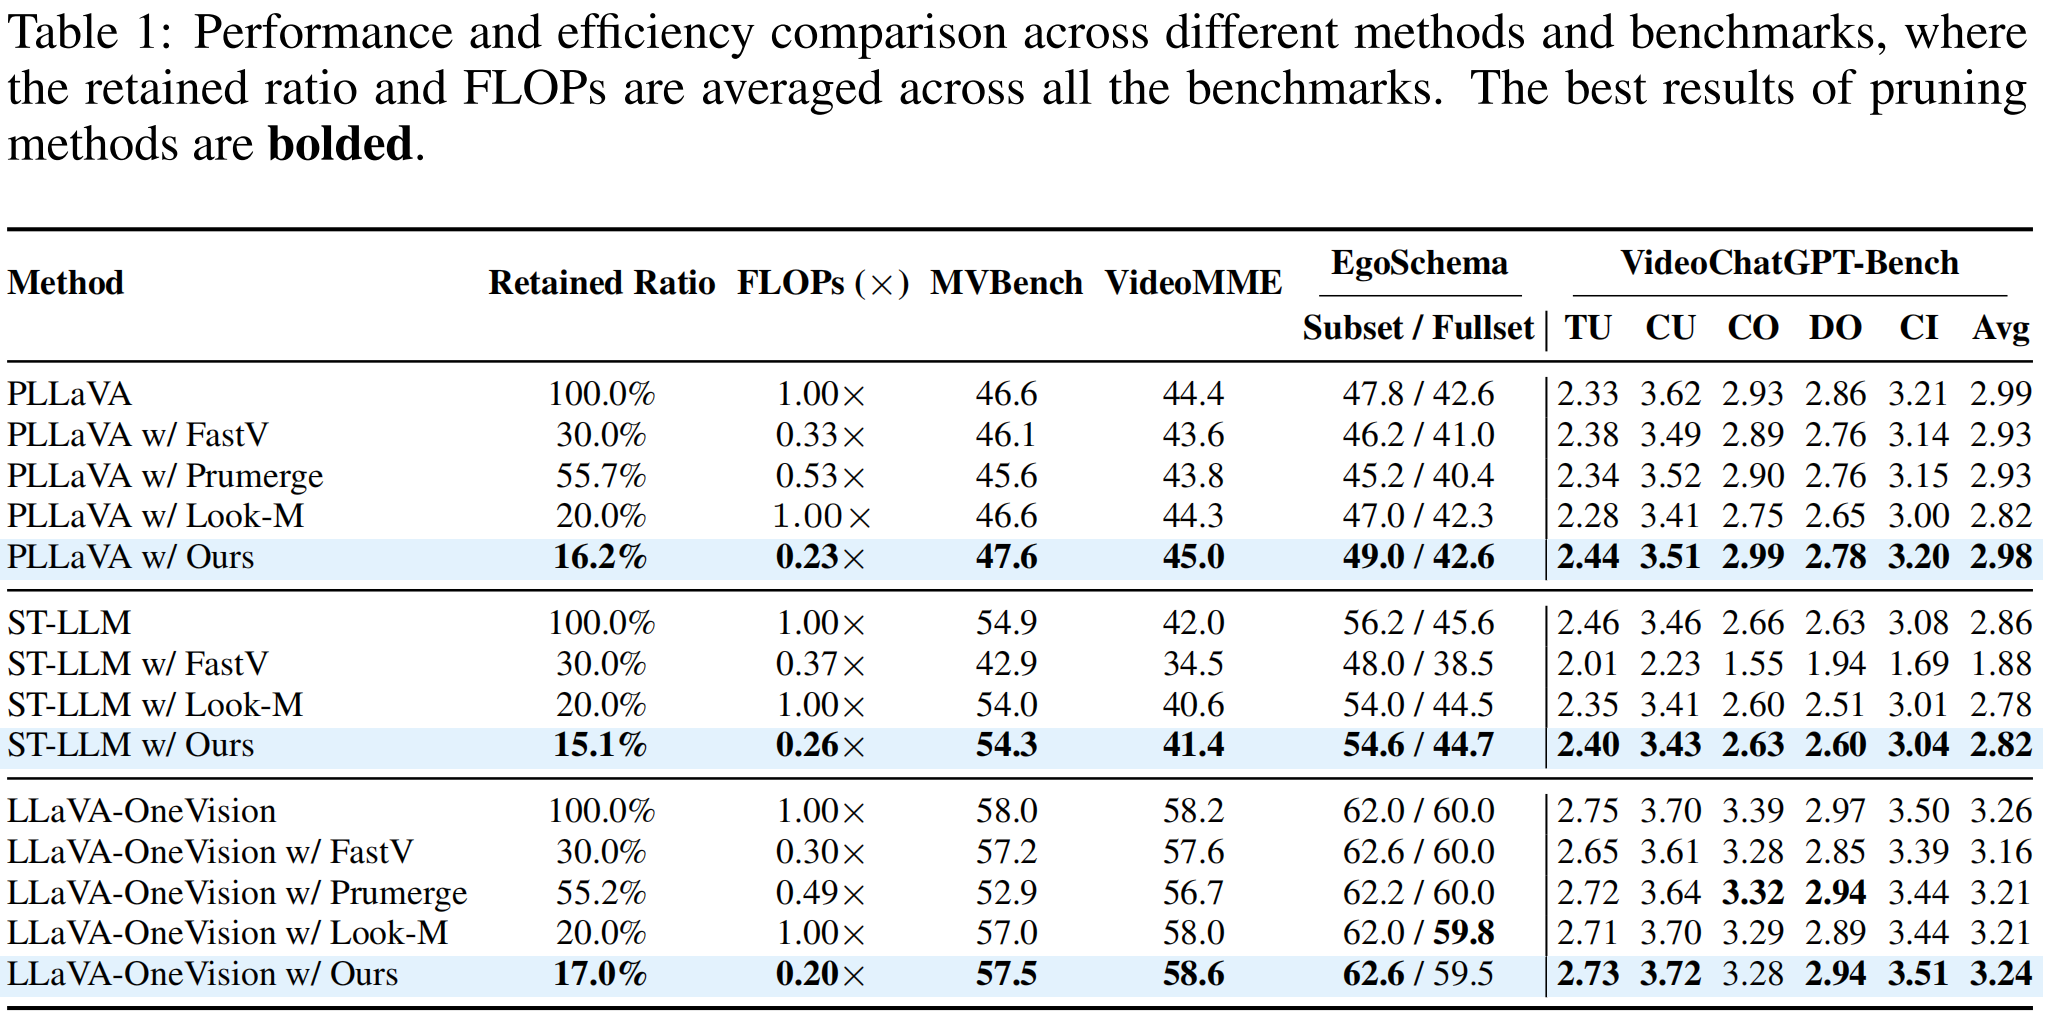 Table 1: Performance and efficiency comparison across different methods and benchmarks, where
the retained ratio and FLOPs are averaged across all the benchmarks. The best results of pruning
methods are bolded.
Method Retained Ratio FLOPs (×) MVBench VideoMME EgoSchema VideoChatGPT-Bench
Subset / Fullset TU CU CO DO CI Avg
PLLaVA 100.0% 1.00× 46.6 44.4 47.8 / 42.6 2.33 3.62 2.93 2.86 3.21 2.99
PLLaVA w/ FastV 30.0% 0.33× 46.1 43.6 46.2 / 41.0 2.38 3.49 2.89 2.76 3.14 2.93
PLLaVA w/ Prumerge 55.7% 0.53× 45.6 43.8 45.2 / 40.4 2.34 3.52 2.90 2.76 3.15 2.93
PLLaVA w/ Look-M 20.0% 1.00× 46.6 44.3 47.0 / 42.3 2.28 3.41 2.75 2.65 3.00 2.82
PLLaVA w/ Ours 16.2% 0.23× 47.6 45.0 49.0 / 42.6 2.44 3.51 2.99 2.78 3.20 2.98
ST-LLM 100.0% 1.00× 54.9 42.0 56.2 / 45.6 2.46 3.46 2.66 2.63 3.08 2.86
ST-LLM w/ FastV 30.0% 0.37× 42.9 34.5 48.0 / 38.5 2.01 2.23 1.55 1.94 1.69 1.88
ST-LLM w/ Look-M 20.0% 1.00× 54.0 40.6 54.0 / 44.5 2.35 3.41 2.60 2.51 3.01 2.78
ST-LLM w/ Ours 15.1% 0.26× 54.3 41.4 54.6 / 44.7 2.40 3.43 2.63 2.60 3.04 2.82
LLaVA-OneVision 100.0% 1.00× 58.0 58.2 62.0 / 60.0 2.75 3.70 3.39 2.97 3.50 3.26
LLaVA-OneVision w/ FastV 30.0% 0.30× 57.2 57.6 62.6 / 60.0 2.65 3.61 3.28 2.85 3.39 3.16
LLaVA-OneVision w/ Prumerge 55.2% 0.49× 52.9 56.7 62.2 / 60.0 2.72 3.64 3.32 2.94 3.44 3.21
LLaVA-OneVision w/ Look-M 20.0% 1.00× 57.0 58.0 62.0 / 59.8 2.71 3.70 3.29 2.89 3.44 3.21
LLaVA-OneVision w/ Ours 17.0% 0.20× 57.5 58.6 62.6 / 59.5 2.73 3.72 3.28 2.94 3.51 3.24